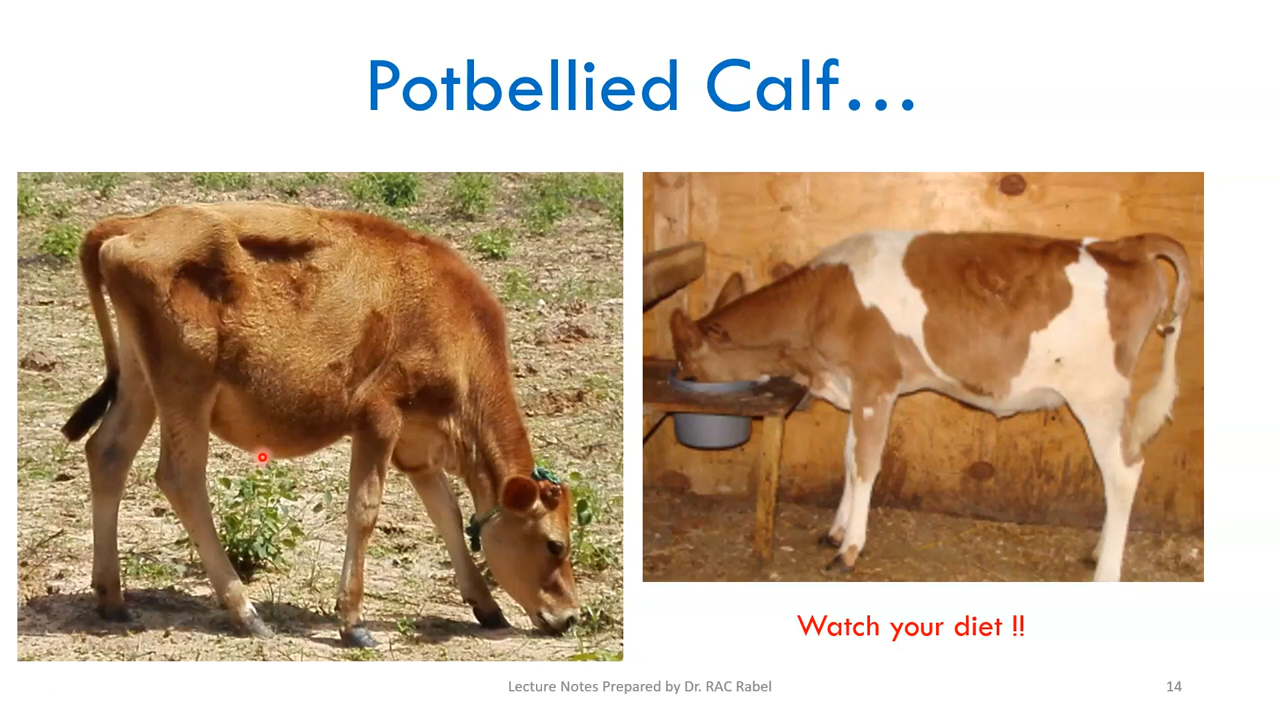 Potbellied Calf...
Watch your diet !!
Lecture Notes Prepared by Dr. RAC Rabel
14